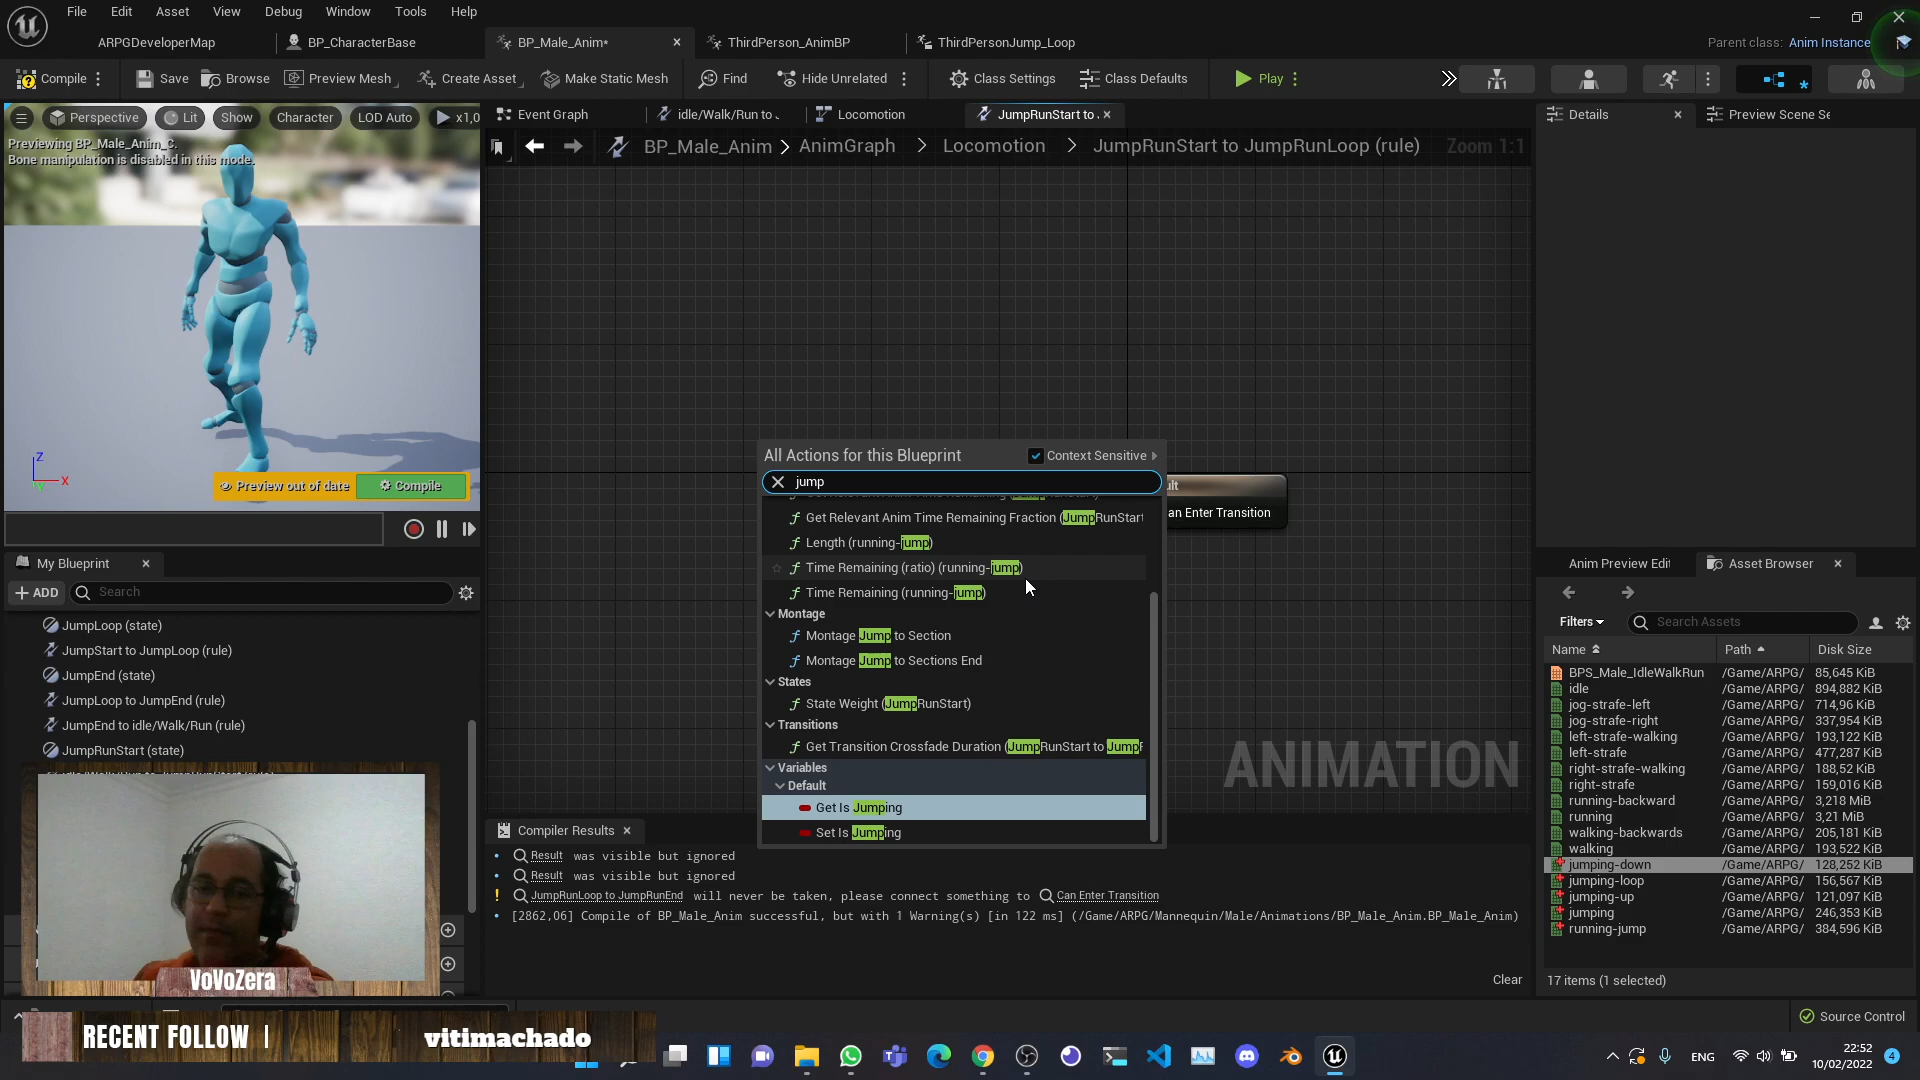 File Edit Asset View Debug Window Tools Help
ARPGDeveloperMap BP_CharacterBase BP_Male_Anim* ThirdPerson_AnimBP ThirdPersonJump_Loop Parent class: Anim Instance
Compile Save Browse Preview Mesh Create Asset Make Static Mesh Find Hide Unrelated Class Settings Class Defaults Play
Perspective Lit Show Character LOD Auto x1,0
Previewing BP_Male_Anim_C.
Bone manipulation is disabled in this mode.
Event Graph idle/Walk/Run to Locomotion JumpRunStart to Details Preview Scene Se
BP_Male_Anim > AnimGraph > Locomotion > JumpRunStart to JumpRunLoop (rule) Zoom 1:1
Z
X
Y
Preview out of date Compile
All Actions for this Blueprint Context Sensitive
jump
Get Relevant Anim Time Remaining Fraction (JumpRunStart
Length (running-jump)
Time Remaining (ratio) (running-jump)
Time Remaining (running-jump)
Montage
Montage Jump to Section
Montage Jump to Sections End
States
State Weight (JumpRunStart)
Transitions
Get Transition Crossfade Duration (JumpRunStart to Jump
Variables
Default
Get Is Jumping
Set Is Jumping
ult
an Enter Transition
ANIMATION
My Blueprint
ADD Search
JumpLoop (state)
JumpStart to JumpLoop (rule)
JumpEnd (state)
JumpLoop to JumpEnd (rule)
JumpEnd to idle/Walk/Run (rule)
JumpRunStart (state)
Compiler Results
Result was visible but ignored
Result was visible but ignored
! JumpRunLoop to JumpRunEnd will never be taken, please connect something to Can Enter Transition
[2862,06] Compile of BP_Male_Anim successful, but with 1 Warning(s) [in 122 ms] (/Game/ARPG/Mannequin/Male/Animations/BP_Male_Anim.BP_Male_Anim)
Clear
Anim Preview Edit Asset Browser
Filters Search Assets
Name Path Disk Size
BPS_Male_IdleWalkRun /Game/ARPG/ 85,645 KiB
idle /Game/ARPG/ 894,882 KiB
jog-strafe-left /Game/ARPG/ 714,96 KiB
jog-strafe-right /Game/ARPG/ 337,954 KiB
left-strafe-walking /Game/ARPG/ 193,122 KiB
left-strafe /Game/ARPG/ 477,287 KiB
right-strafe-walking /Game/ARPG/ 188,52 KiB
right-strafe /Game/ARPG/ 159,016 KiB
running-backward /Game/ARPG/ 3,218 MiB
running /Game/ARPG/ 3,21 MiB
walking-backwards /Game/ARPG/ 205,181 KiB
walking /Game/ARPG/ 193,522 KiB
jumping-down /Game/ARPG/ 128,252 KiB
jumping-loop /Game/ARPG/ 156,567 KiB
jumping-up /Game/ARPG/ 121,097 KiB
jumping /Game/ARPG/ 246,353 KiB
running-jump /Game/ARPG/ 384,596 KiB
17 items (1 selected)
VoVoZera
RECENT FOLLOW | vitimachado
Source Control
ENG
22:52
10/02/2022
4